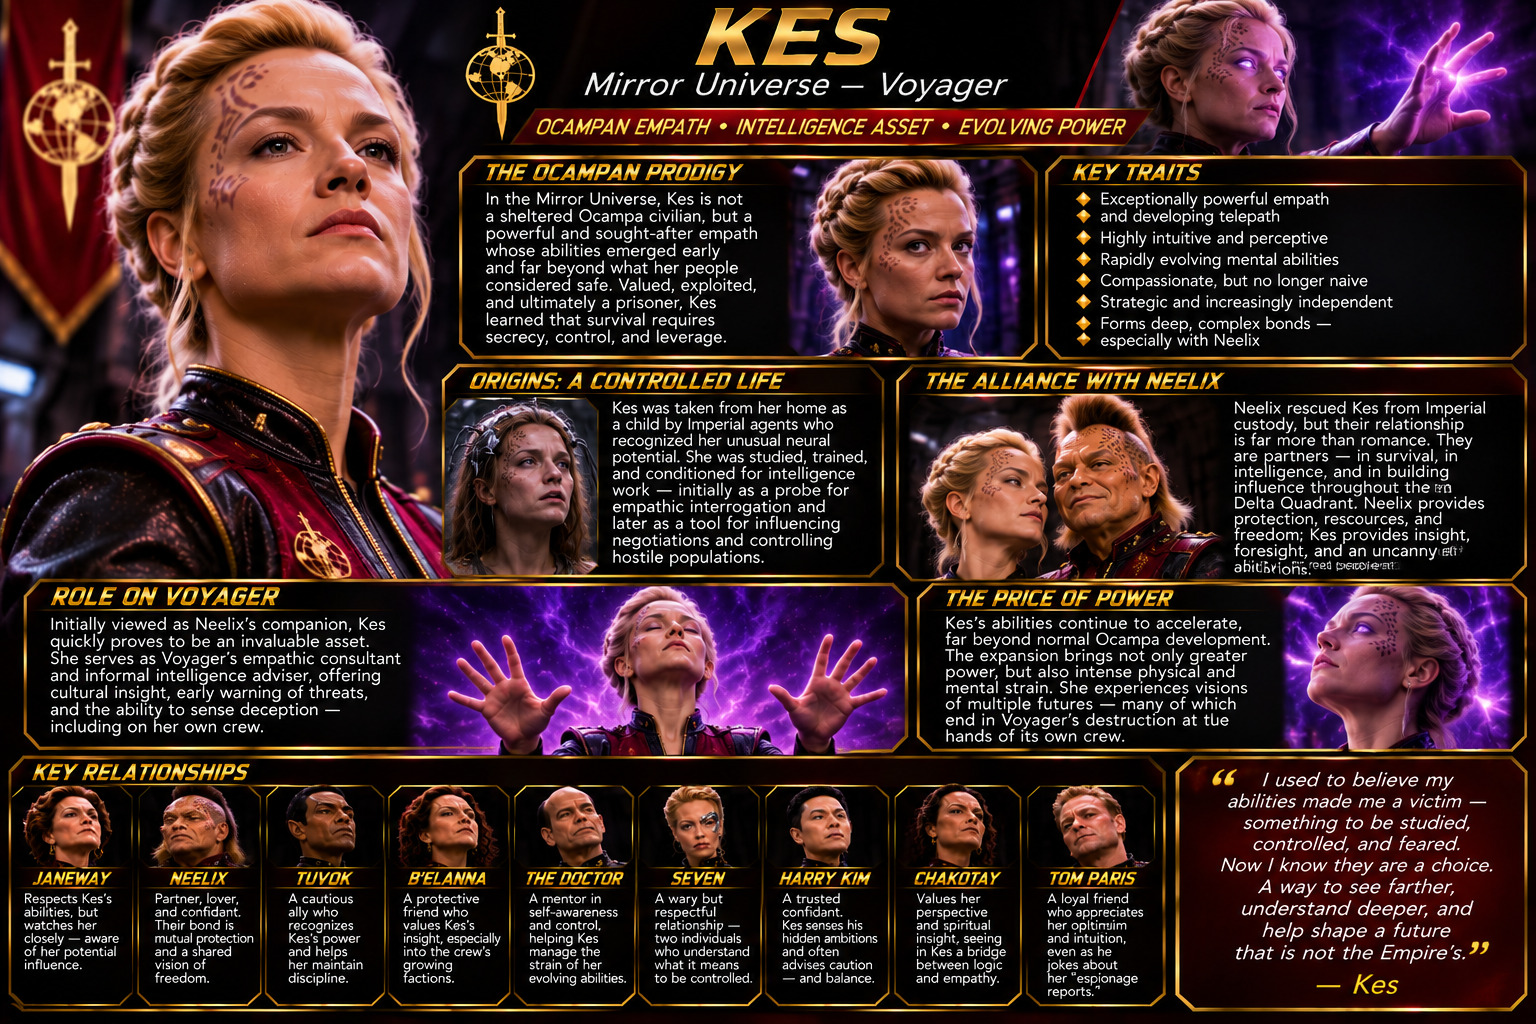 KES
Mirror Universe — Voyager
OCAMPAN EMPATH • INTELLIGENCE ASSET • EVOLVING POWER
THE OCAMPAN PRODIGY
In the Mirror Universe, Kes is not
a sheltered Ocampa civilian, but a
powerful and sought-after empath
whose abilities emerged early
and far beyond what her people
considered safe. Valued, exploited,
and ultimately a prisoner, Kes
learned that survival requires
secrecy, control, and leverage.
KEY TRAITS
Exceptionally powerful empath
and developing telepath
Highly intuitive and perceptive
Rapidly evolving mental abilities
Compassionate, but no longer naive
Strategic and increasingly independent
Forms deep, complex bonds —
especially with Neelix
ORIGINS: A CONTROLLED LIFE
Kes was taken from her home as
a child by Imperial agents who
recognized her unusual neural
potential. She was studied, trained,
and conditioned for intelligence
work — initially as a probe for
empathic interrogation and
later as a tool for influencing
negotiations and controlling
hostile populations.
THE ALLIANCE WITH NEELIX
Neelix rescued Kes from Imperial
custody, but their relationship
is far more than romance. They
are partners — in survival, in
intelligence, and in building
influence throughout the
Delta Quadrant. Neelix provides
protection, rescources, and
freedom; Kes provides insight,
foresight, and an uncanny
ROLE ON VOYAGER
Initially viewed as Neelix's companion, Kes
quickly proves to be an invaluable asset.
She serves as Voyager's empathic consultant
and informal intelligence adviser, offering
cultural insight, early warning of threats,
and the ability to sense deception —
including on her own crew.
THE PRICE OF POWER
Kes's abilities continue to accelerate,
far beyond normal Ocampa development.
The expansion brings not only greater
power, but also intense physical and
mental strain. She experiences visions
of multiple futures — many of which
end in Voyager's destruction at tue
hands of its own crew.
KEY RELATIONSHIPS
JANEWAY
Respects Kes's
abilities, but
watches her
closely — aware
of her potential
influence.
NEELIX
Partner, lover,
and confidant.
Their bond is
mutual protection
and a shared
vision of
freedom.
TUVOK
A cautious
ally who
recognizes
Kes's power
and helps
her maintain
discipline.
B'ELANNA
A protective
friend who
values Kes's
insight, especially
into the crew's
growing
factions.
THE DOCTOR
A mentor in
self-awareness
and control,
helping Kes
manage the
strain of her
evolving abilities.
SEVEN
A wary but
respectful
relationship —
two individuals
who understand
what it means
to be controlled.
HARRY KIM
A trusted
confidant.
Kes senses his
hidden ambitions
and often
advises caution
— and balance.
CHAKOTAY
Values her
perspective
and spiritual
insight, seeing
in Kes a bridge
between logic
and empathy.
TOM PARIS
A loyal friend
who appreciates
her optimism
and intuition,
even as he
jokes about
her "espionage
reports."
“ I used to believe my
abilities made me a victim —
something to be studied,
controlled, and feared.
Now I know they are a choice.
A way to see farther,
understand deeper, and
help shape a future
that is not the Empire's.”
— Kes